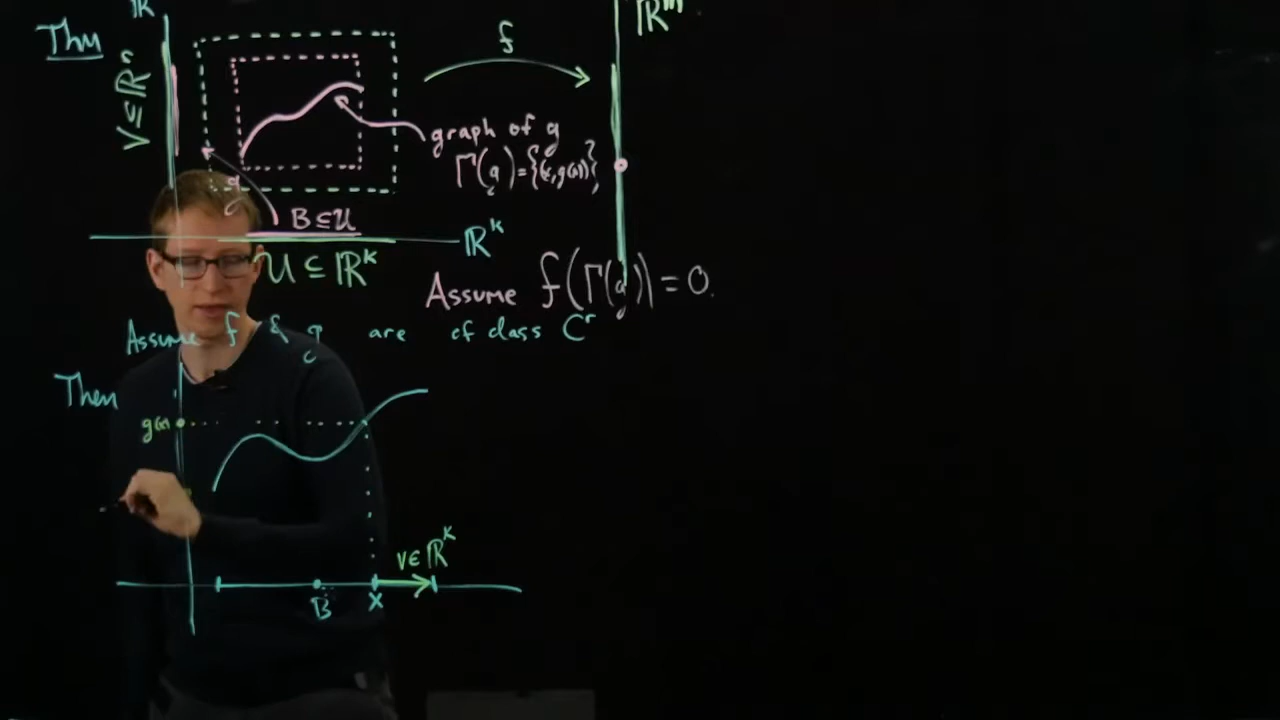 Thm
V ⊆ ℝⁿ
f
ℝᵐ
graph of g
Γ(g)={(x,g(x))}
g
B ⊆ U
ℝᵏ
U ⊆ ℝᵏ
Assume f(Γ(g))=0.
Assume f & g are of class Cʳ
Then
g(x)
V∈ℝᵏ
B
x